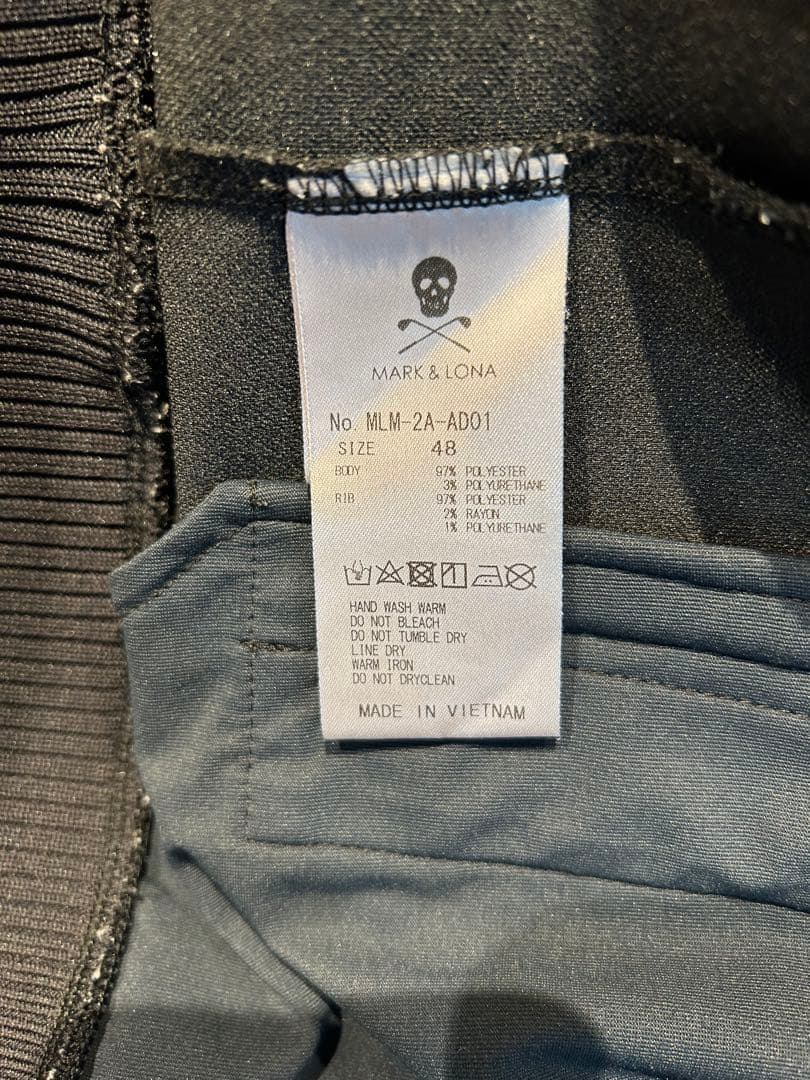 MARK & LONA
No. MLM-2A-AD01
SIZE 48
BODY 97% POLYESTER
3% POLYURETHANE
RIB 97% POLYESTER
2% RAYON
1% POLYURETHANE
HAND WASH WARM
DO NOT BLEACH
DO NOT TUMBLE DRY
LINE DRY
WARM IRON
DO NOT DRYCLEAN
MADE IN VIETNAM